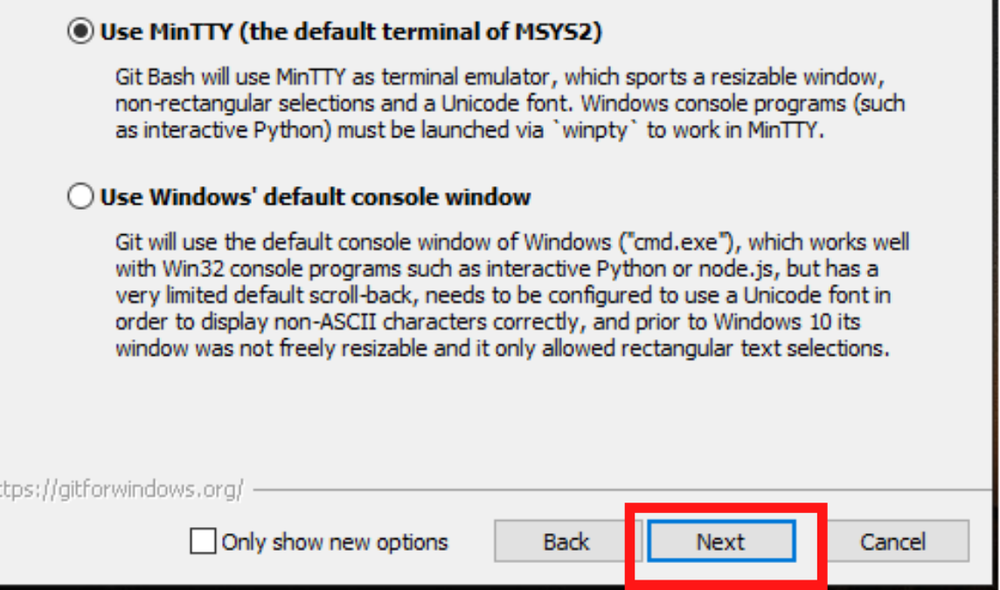 Use MinTTY (the default terminal of MSYS2)
Git Bash will use MinTTY as terminal emulator, which sports a resizable window,
non-rectangular selections and a Unicode font. Windows console programs (such
as interactive Python) must be launched via `winpty` to work in MinTTY.
Use Windows' default console window
Git will use the default console window of Windows ("cmd.exe"), which works well
with Win32 console programs such as interactive Python or node.js, but has a
very limited default scroll-back, needs to be configured to use a Unicode font in
order to display non-ASCII characters correctly, and prior to Windows 10 its
window was not freely resizable and it only allowed rectangular text selections.
ttps://gitforwindows.org/
Only show new options Back Next Cancel